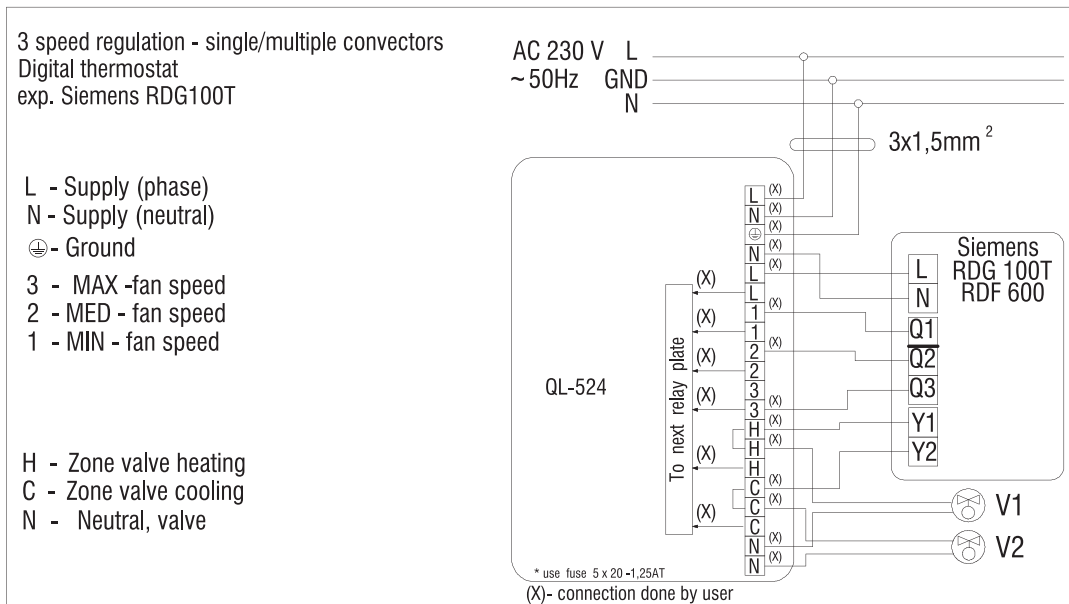 3 speed regulation - single/multiple convectors
Digital thermostat
exp. Siemens RDG100T
L - Supply (phase)
N - Supply (neutral)
⏚ - Ground
3 - MAX -fan speed
2 - MED - fan speed
1 - MIN - fan speed
H - Zone valve heating
C - Zone valve cooling
N - Neutral, valve
AC 230 V L
~ 50Hz GND
N
3x1,5mm²
QL-524
To next relay plate
(X)
(X)
(X)
(X)
(X)
(X)
L (X)
N (X)
⏚ (X)
N (X)
L (X)
L
1 (X)
1
2 (X)
2
3
3 (X)
H (X)
H (X)
H
C (X)
C (X)
C
N (X)
N (X)
Siemens
RDG 100T
RDF 600
L
N
Q1
Q2
Q3
Y1
Y2
V1
V2
* use fuse 5 x 20 -1,25AT
(X)- connection done by user